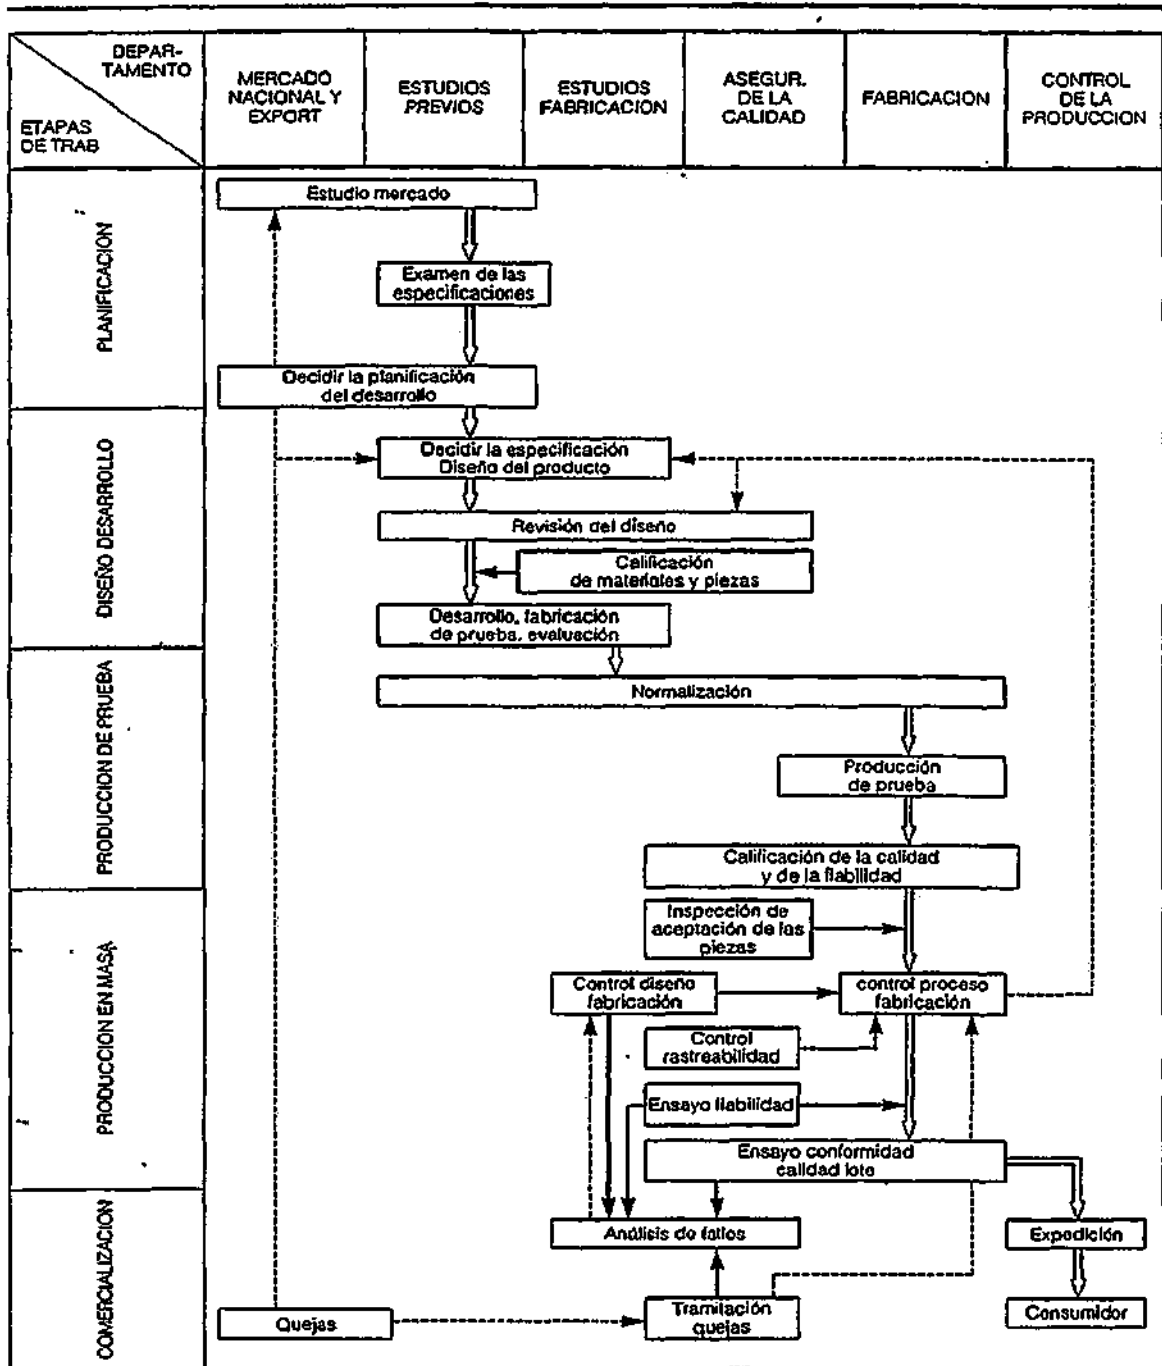 DEPAR-
TAMENTO
ETAPAS
DE TRAB
MERCADO
NACIONAL Y
EXPORT
ESTUDIOS
PREVIOS
ESTUDIOS
FABRICACION
ASEGUR.
DE LA
CALIDAD
FABRICACION
CONTROL
DE LA
PRODUCCION
PLANIFICACION
Estudio mercado
Examen de las
especificaciones
Decidir la planificación
del desarrollo
DISEÑO DESARROLLO
Decidir la especificación
Diseño del producto
Revisión del diseño
Calificación
de materiales y piezas
Desarrollo, fabricación
de prueba, evaluación
PRODUCCION DE PRUEBA
Normalización
Producción
de prueba
Calificación de la calidad
y de la fiabilidad
PRODUCCION EN MASA
Inspección de
aceptación de las
piezas
Control diseño
fabricación
control proceso
fabricación
Control
rastreabilidad
Ensayo fiabilidad
Ensayo conformidad
calidad lote
COMERCIALIZACION
Análisis de fallos
Expedición
Quejas
Tramitación
quejas
Consumidor